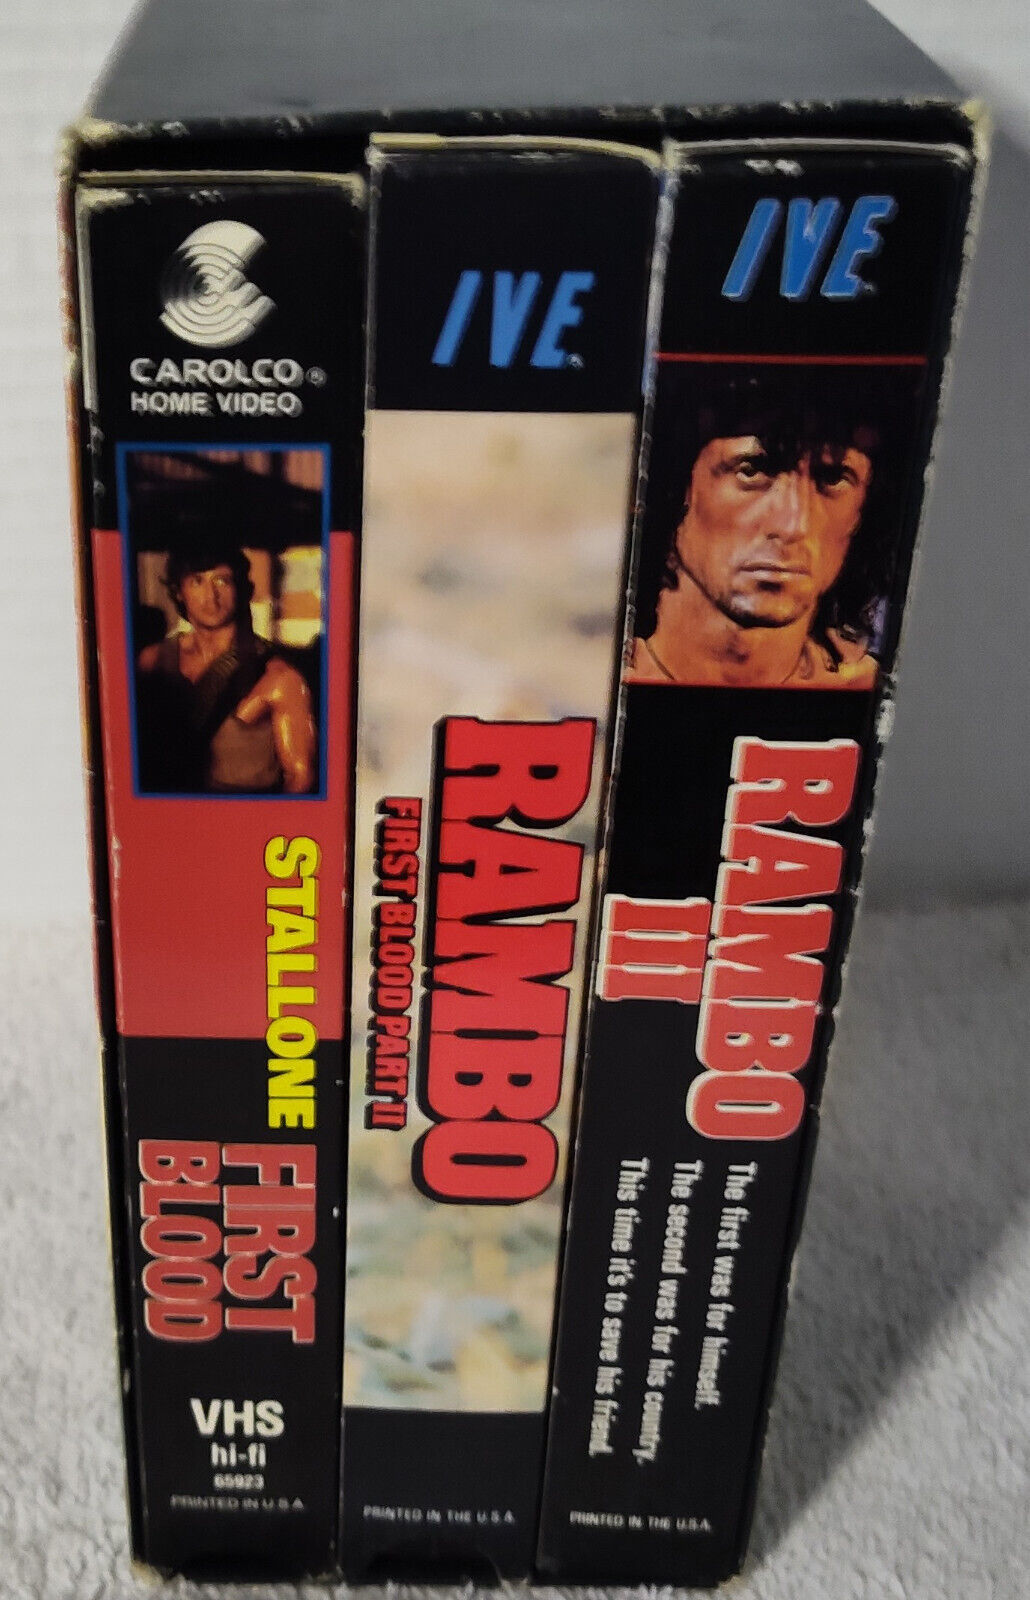 CAROLCO®
HOME VIDEO
STALLONE
FIRST
BLOOD
VHS
hi-fi
65923
PRINTED IN U.S.A.
IVE
RAMBO
FIRST BLOOD PART II
PRINTED IN THE U.S.A.
IVE
RAMBO
III
The first was for himself.
The second was for his country.
This time it's to save his friend.
PRINTED IN THE U.S.A.